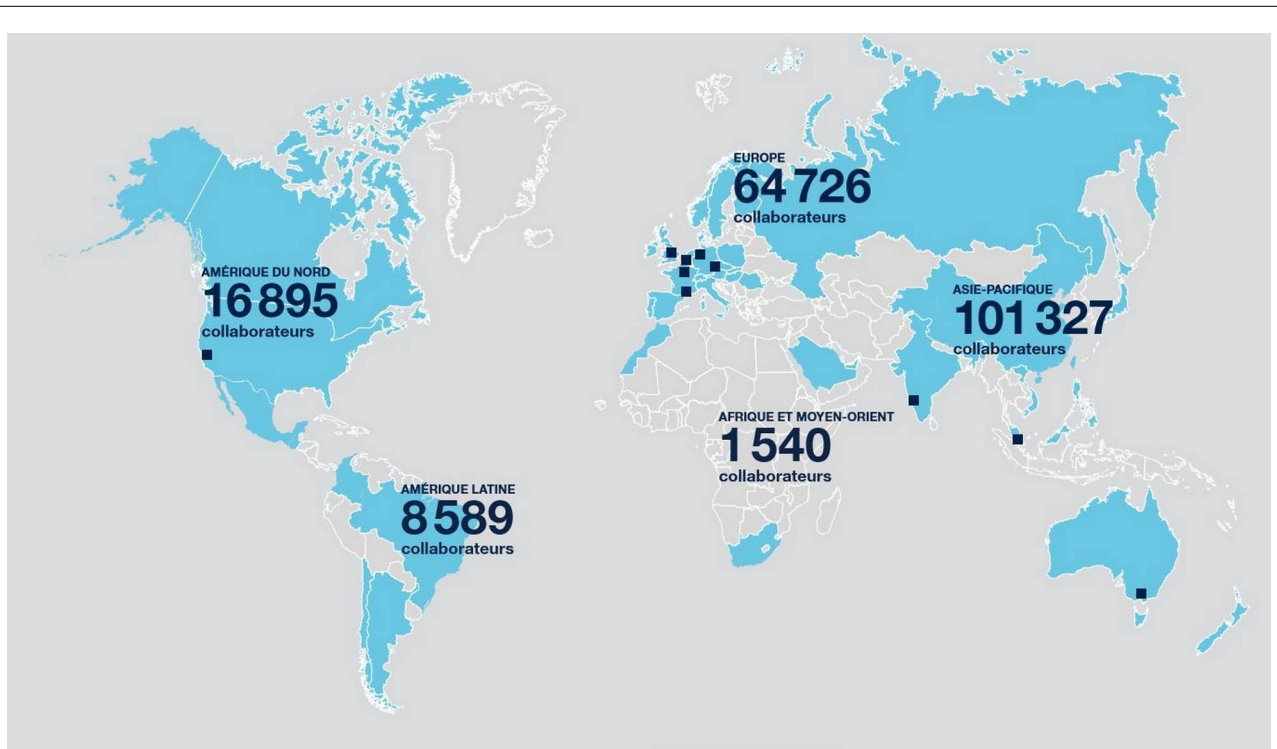 EUROPE
64 726
collaborateurs
AMÉRIQUE DU NORD
16 895
collaborateurs
ASIE-PACIFIQUE
101 327
collaborateurs
AFRIQUE ET MOYEN-ORIENT
1 540
collaborateurs
AMÉRIQUE LATINE
8 589
collaborateurs